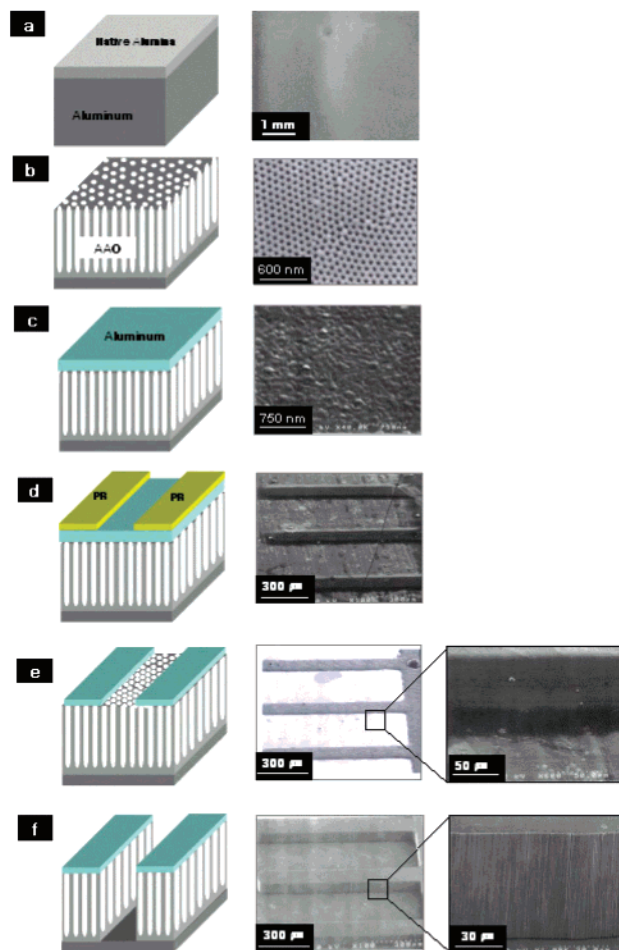 a
Native Alumina
Aluminum
1 mm
b
AAO
600 nm
c
Aluminum
750 nm
d
PR
PR
300 µm
e
300 µm
50 µm
f
300 µm
30 µm